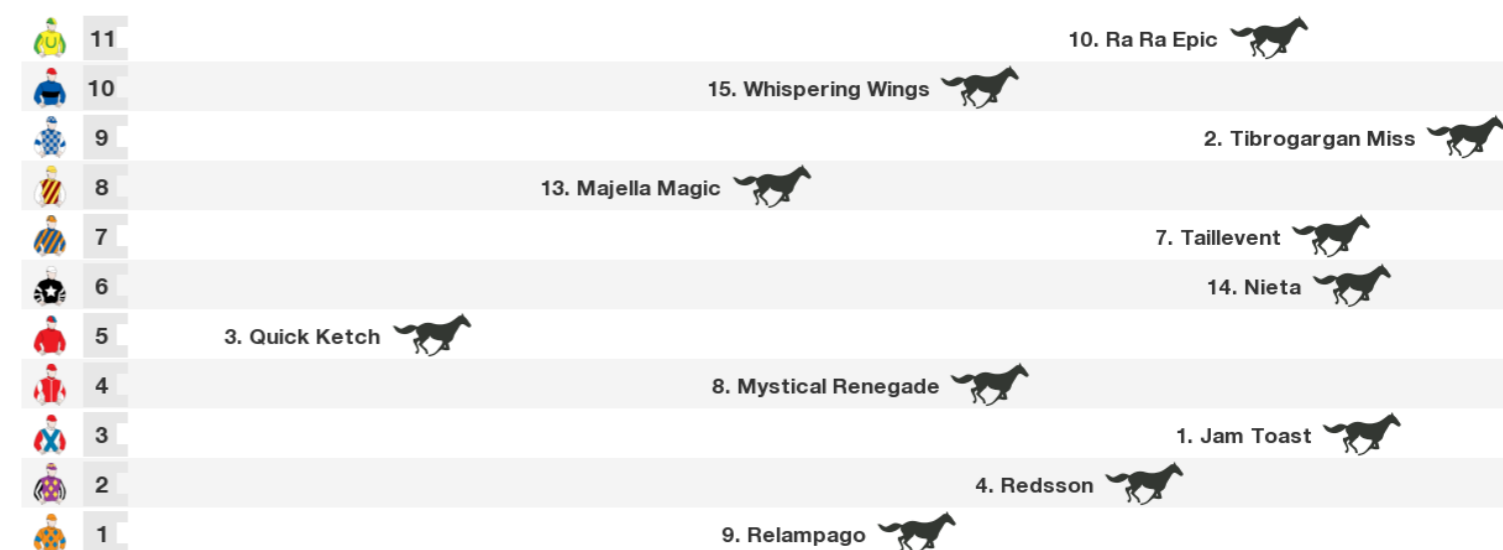 11 10. Ra Ra Epic
10 15. Whispering Wings
9 2. Tibrogargan Miss
8 13. Majella Magic
7 7. Taillevent
6 14. Nieta
5 3. Quick Ketch
4 8. Mystical Renegade
3 1. Jam Toast
2 4. Redsson
1 9. Relampago